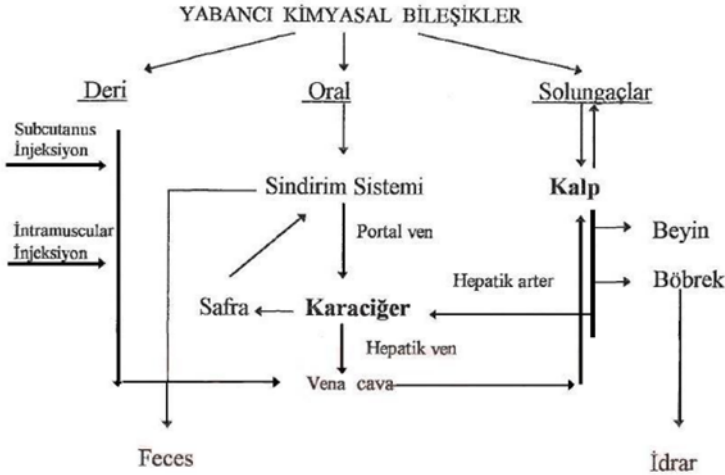 YABANCI KİMYASAL BİLEŞİKLER
Deri
Oral
Solungaçlar
Subcutanus
İnjeksiyon
Sindirim Sistemi
Kalp
İntramuscular
İnjeksiyon
Portal ven
Beyin
Hepatik arter
Böbrek
Safra
Karaciğer
Hepatik ven
Vena cava
Feces
İdrar